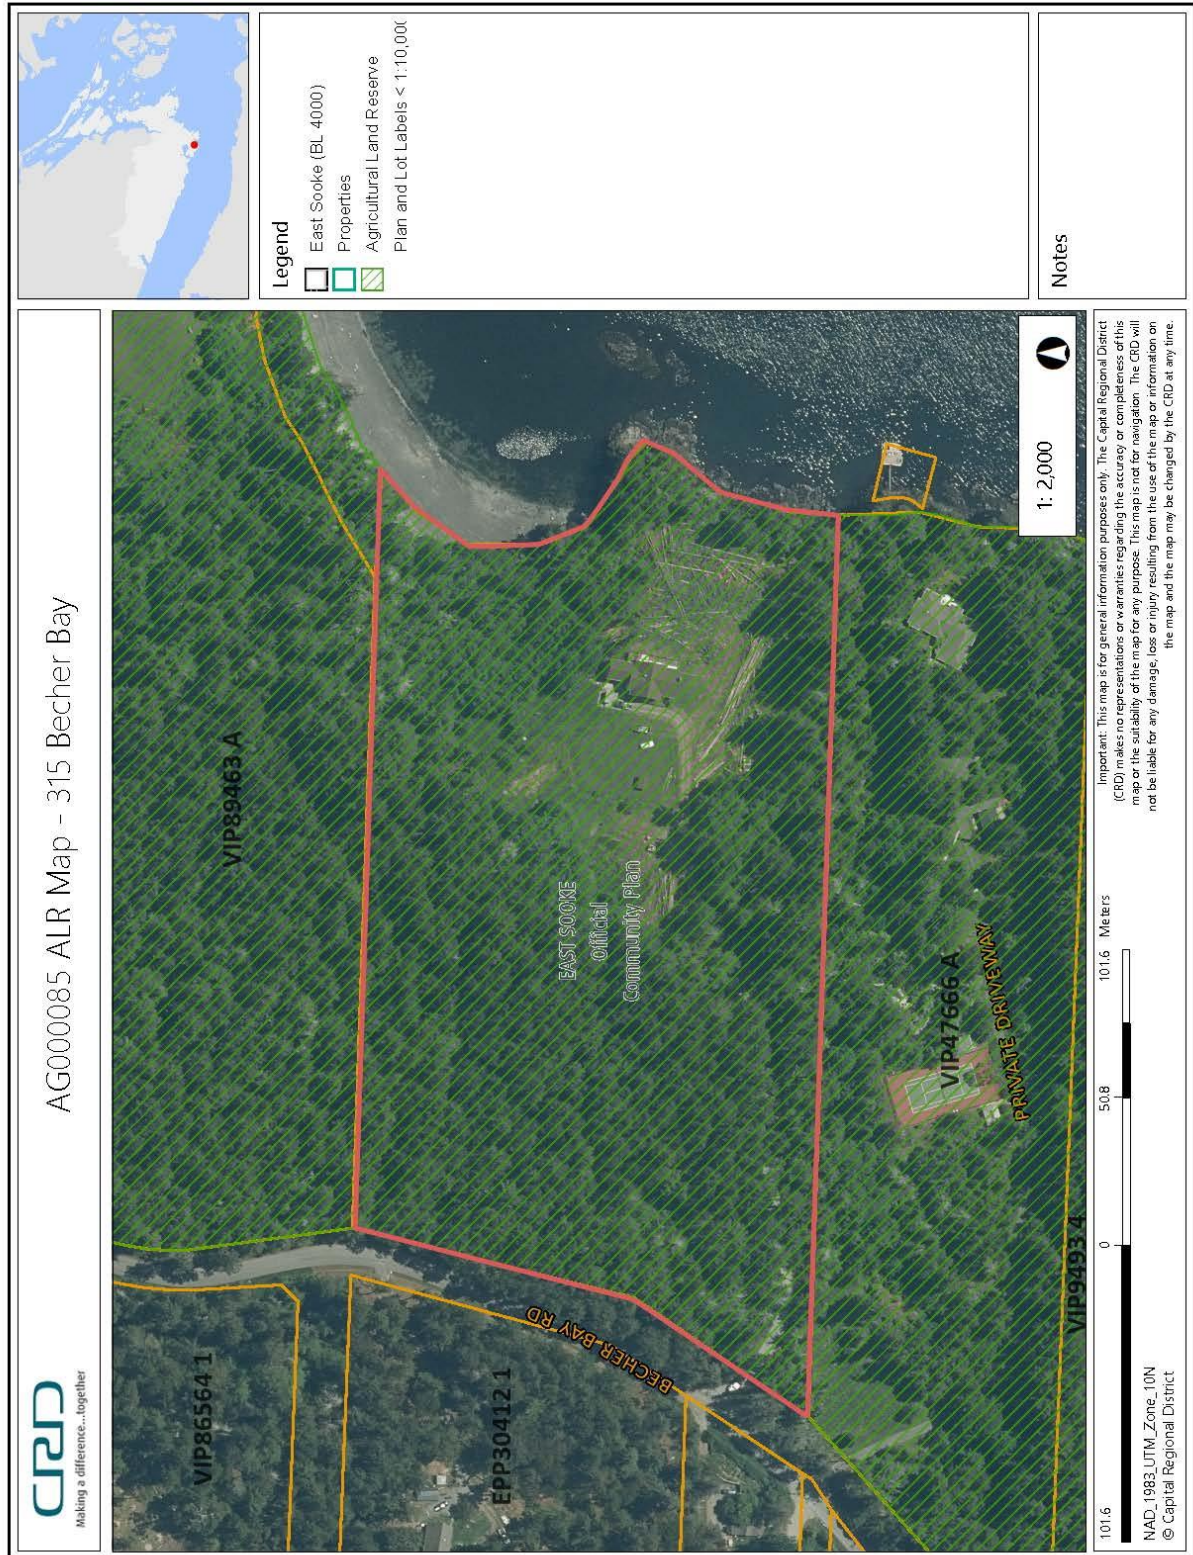 CRD
Making a difference...together
AG000085 ALR Map - 315 Becher Bay
VIP86564 1
VIP89463 A
EPP30412 1
BECHER BAY RD
EAST SOOKE
Official
Community Plan
VIP47666 A
PRIVATE DRIVEWAY
VIP94934
1: 2,000
Legend
East Sooke (BL 4000)
Properties
Agricultural Land Reserve
Plan and Lot Labels < 1:10,00(
Notes
101.6
0
50.8
101.6 Meters
NAD_1983_UTM_Zone_10N
© Capital Regional District
Important: This map is for general information purposes only. The Capital Regional District
(CRD) makes no representations or warranties regarding the accuracy or completeness of this
map or the suitability of the map for any purpose. This map is not for navigation. The CRD will
not be liable for any damage, loss or injury resulting from the use of the map or information on
the map and the map may be changed by the CRD at any time.